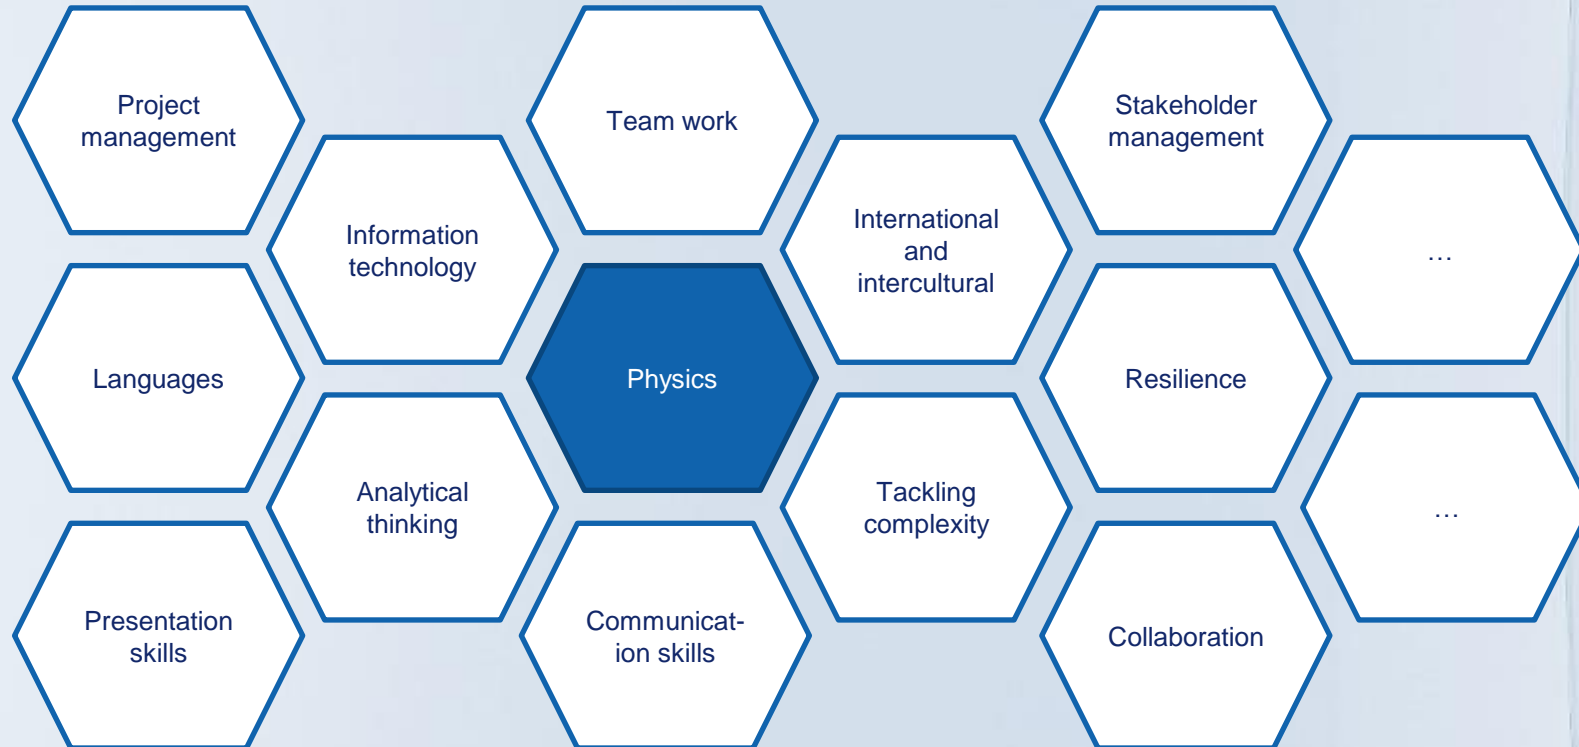 Project
management
Team work
Stakeholder
management
Information
technology
International
and
intercultural
…
Languages
Physics
Resilience
Analytical
thinking
Tackling
complexity
…
Presentation
skills
Communicat-
ion skills
Collaboration